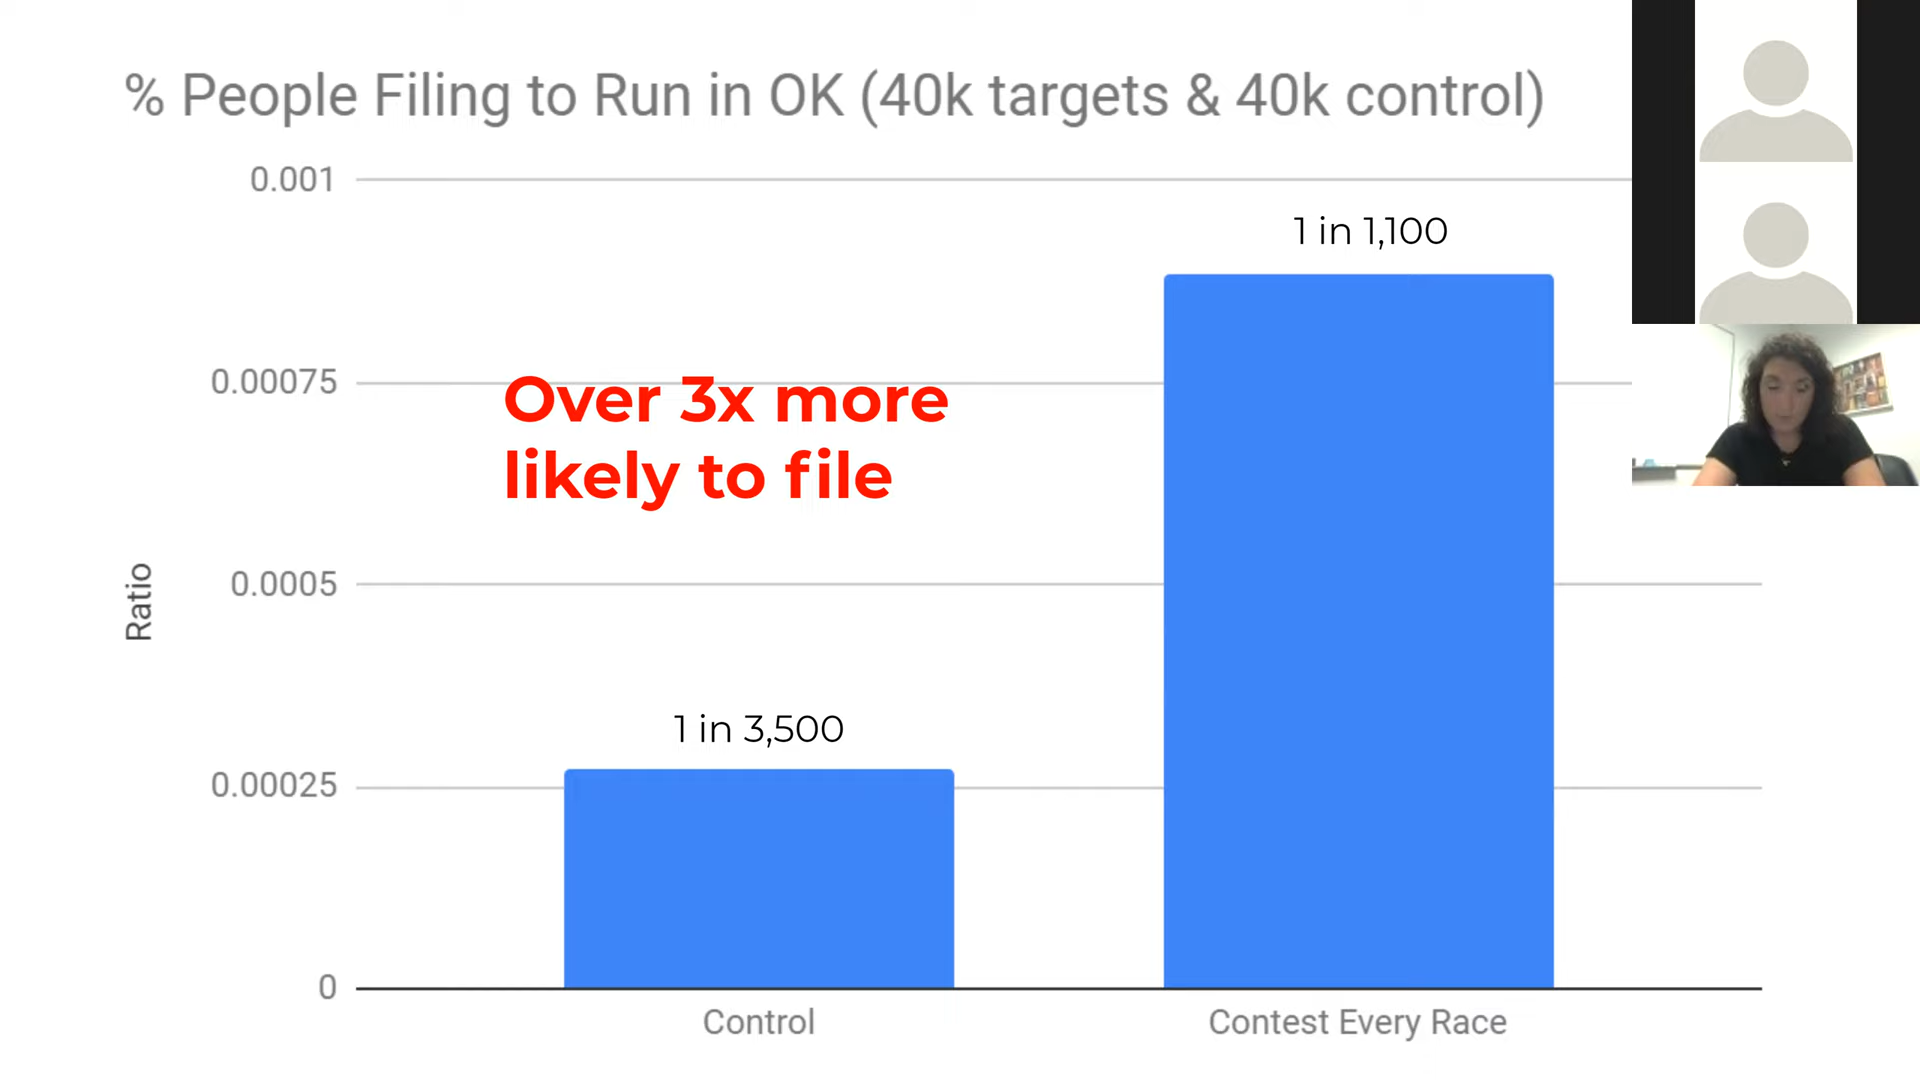 % People Filing to Run in OK (40k targets & 40k control)
0.001
1 in 1,100
0.00075
Over 3x more
likely to file
0.0005
Ratio
1 in 3,500
0.00025
0
Control
Contest Every Race